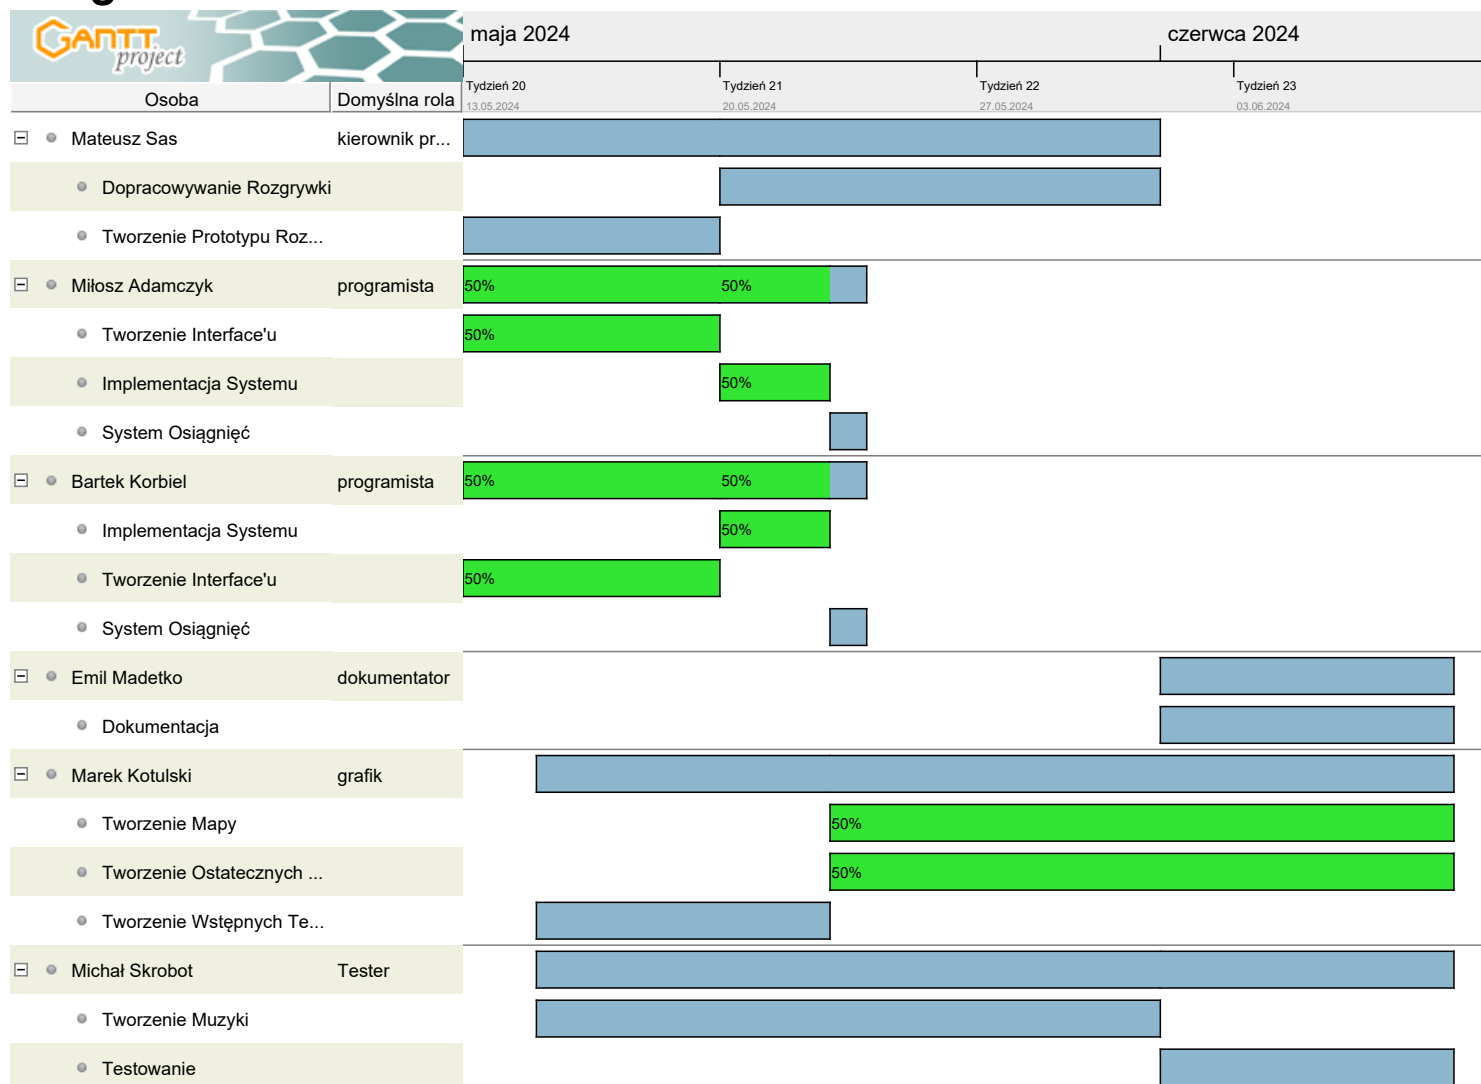 GANTT
project
maja 2024
czerwca 2024
Tydzień 20
Tydzień 21
Tydzień 22
Tydzień 23
Osoba
Domyślna rola
13.05.2024
20.05.2024
27.05.2024
03.06.2024
Mateusz Sas
kierownik pr...
Dopracowywanie Rozgrywki
Tworzenie Prototypu Roz...
Miłosz Adamczyk
programista
50%
50%
Tworzenie Interface'u
50%
Implementacja Systemu
50%
System Osiągnięć
Bartek Korbiel
programista
50%
50%
Implementacja Systemu
50%
Tworzenie Interface'u
50%
System Osiągnięć
Emil Madetko
dokumentator
Dokumentacja
Marek Kotulski
grafik
Tworzenie Mapy
50%
Tworzenie Ostatecznych ...
50%
Tworzenie Wstępnych Te...
Michał Skrobot
Tester
Tworzenie Muzyki
Testowanie